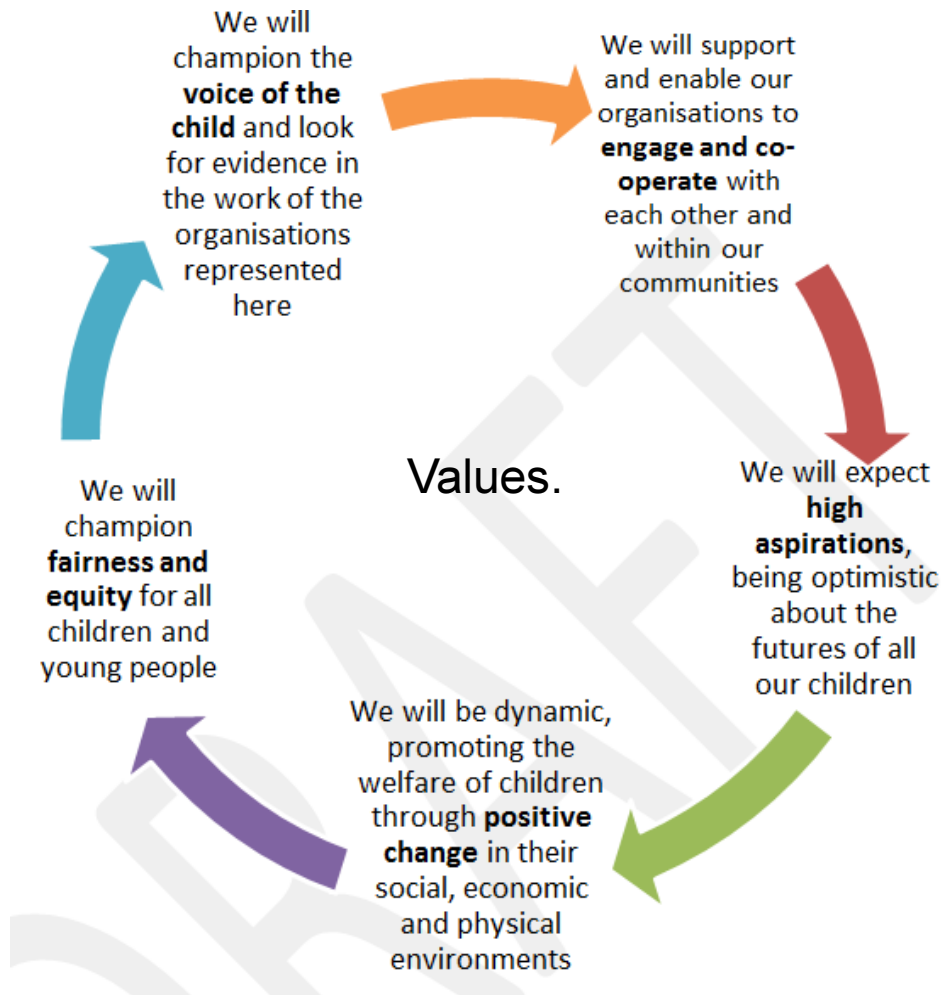 We will
champion the
voice of the
child and look
for evidence in
the work of the
organisations
represented
here
We will support
and enable our
organisations to
engage and co-
operate with
each other and
within our
communities
We will expect
high
aspirations,
being optimistic
about the
futures of all
our children
We will be dynamic,
promoting the
welfare of children
through positive
change in their
social, economic
and physical
environments
We will
champion
fairness and
equity for all
children and
young people
Values.
DRAFT